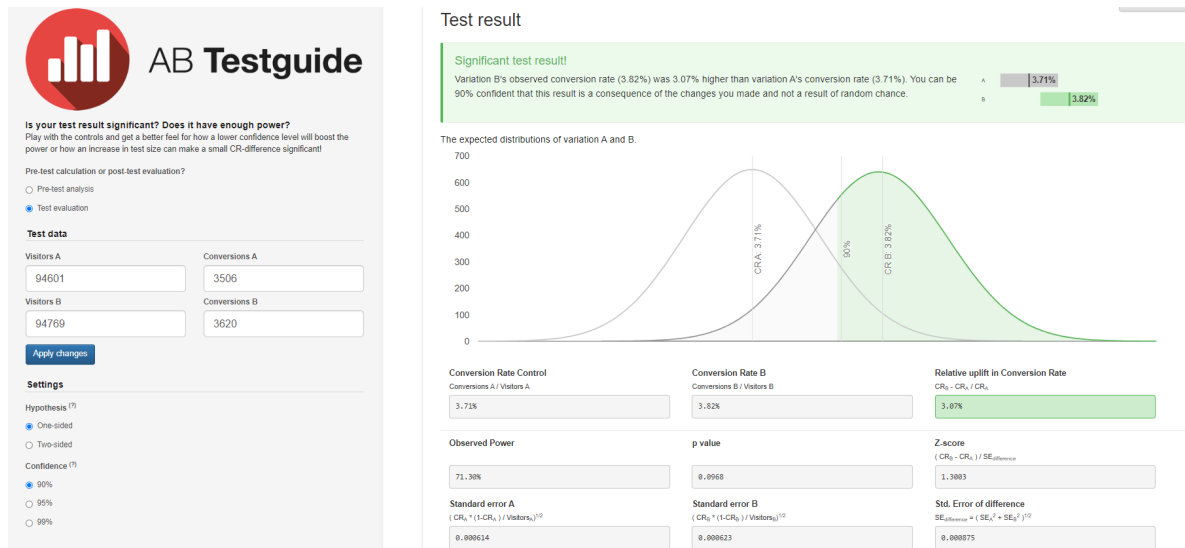 AB Testguide
Is your test result significant? Does it have enough power?
Play with the controls and get a better feel for how a lower confidence level will boost the
power or how an increase in test size can make a small CR-difference significant!
Pre-test calculation or post-test evaluation?
Pre-test analysis
Test evaluation
Test data
Visitors A Conversions A
94601 3506
Visitors B Conversions B
94769 3620
Apply changes
Settings
Hypothesis (?)
One-sided
Two-sided
Confidence (?)
90%
95%
99%
Test result
Significant test result!
Variation B's observed conversion rate (3.82%) was 3.07% higher than variation A's conversion rate (3.71%). You can be
90% confident that this result is a consequence of the changes you made and not a result of random chance.
A 3.71%
B 3.82%
The expected distributions of variation A and B.
700
600
500
400
300
200
100
0
CR A: 3.71%
90%
CR B: 3.82%
Conversion Rate Control Conversion Rate B Relative uplift in Conversion Rate
Conversions A / Visitors A Conversions B / Visitors B CRB - CRA / CRA
3.71% 3.82% 3.07%
Observed Power p value Z-score
( CRB - CRA ) / SEdifference
71.30% 0.0968 1.3003
Standard error A Standard error B Std. Error of difference
( CRA * (1-CRA ) / VisitorsA)1/2 ( CRB * (1-CRB ) / VisitorsB)1/2 SEdifference = ( SEA2 + SEB2 )1/2
0.000614 0.000623 0.000875